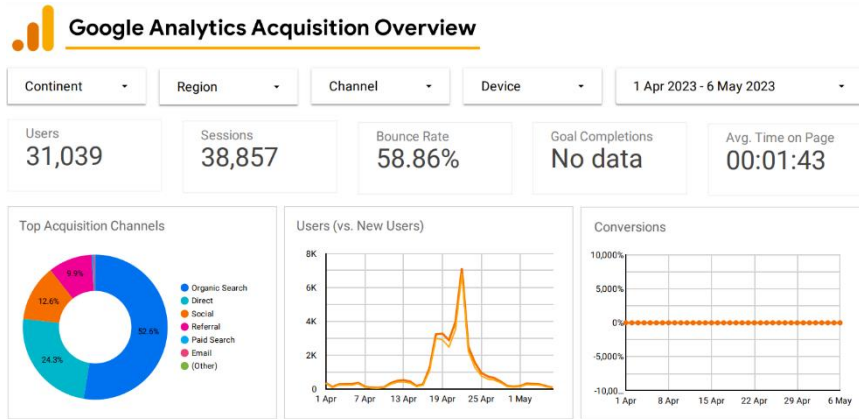 Google Analytics Acquisition Overview
Continent
Region
Channel
Device
1 Apr 2023 - 6 May 2023
Users
31,039
Sessions
38,857
Bounce Rate
58.86%
Goal Completions
No data
Avg. Time on Page
00:01:43
Top Acquisition Channels
9.9%
12.6%
52.6%
24.3%
Organic Search
Direct
Social
Referral
Paid Search
Email
(Other)
Users (vs. New Users)
8K
6K
4K
2K
0
1 Apr 7 Apr 13 Apr 19 Apr 25 Apr 1 May
Conversions
10,000%
5,000%
0%
-5,000%
-10,00...
1 Apr 8 Apr 15 Apr 22 Apr 29 Apr 6 May